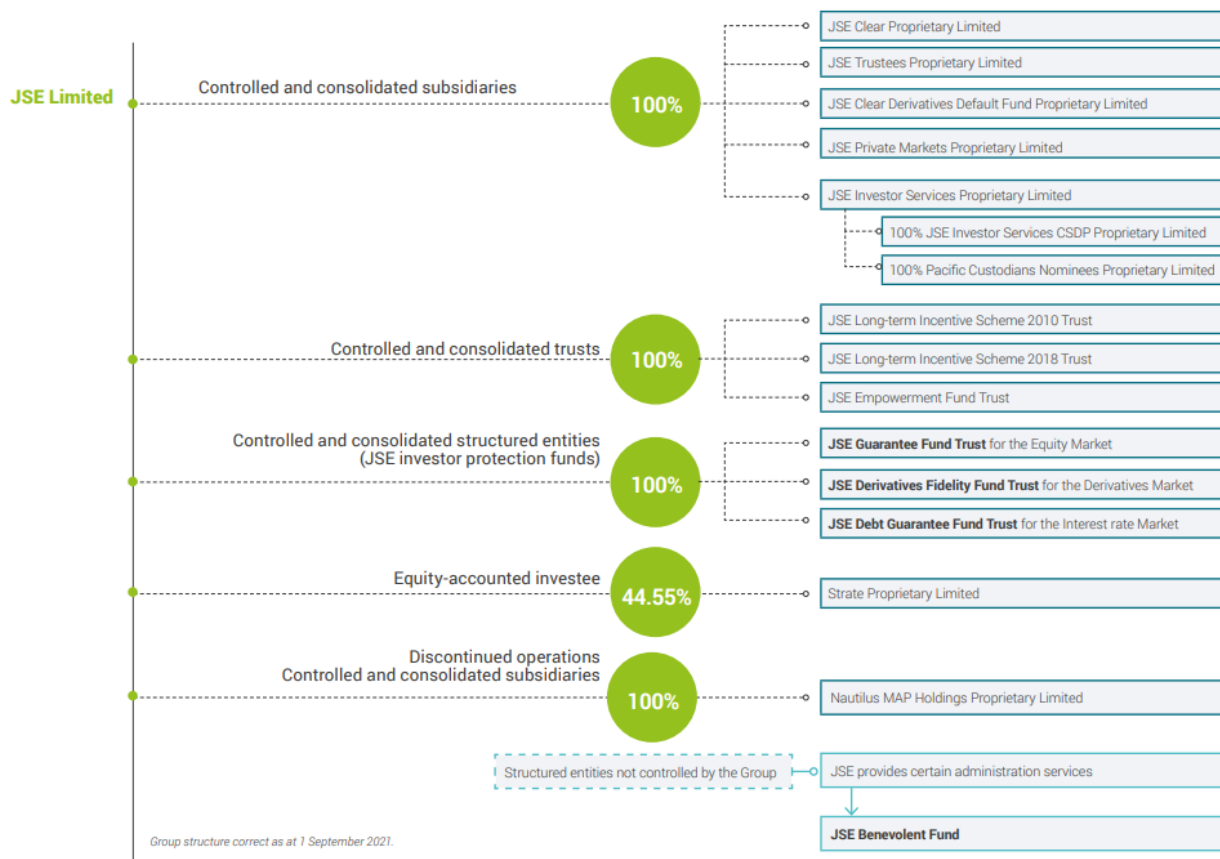 JSE Limited
Controlled and consolidated subsidiaries
100%
JSE Clear Proprietary Limited
JSE Trustees Proprietary Limited
JSE Clear Derivatives Default Fund Proprietary Limited
JSE Private Markets Proprietary Limited
JSE Investor Services Proprietary Limited
100% JSE Investor Services CSDP Proprietary Limited
100% Pacific Custodians Nominees Proprietary Limited
Controlled and consolidated trusts
100%
JSE Long-term Incentive Scheme 2010 Trust
JSE Long-term Incentive Scheme 2018 Trust
JSE Empowerment Fund Trust
Controlled and consolidated structured entities
(JSE investor protection funds)
100%
JSE Guarantee Fund Trust for the Equity Market
JSE Derivatives Fidelity Fund Trust for the Derivatives Market
JSE Debt Guarantee Fund Trust for the Interest rate Market
Equity-accounted investee
44.55%
Strate Proprietary Limited
Discontinued operations
Controlled and consolidated subsidiaries
100%
Nautilus MAP Holdings Proprietary Limited
Structured entities not controlled by the Group
JSE provides certain administration services
JSE Benevolent Fund
Group structure correct as at 1 September 2021.